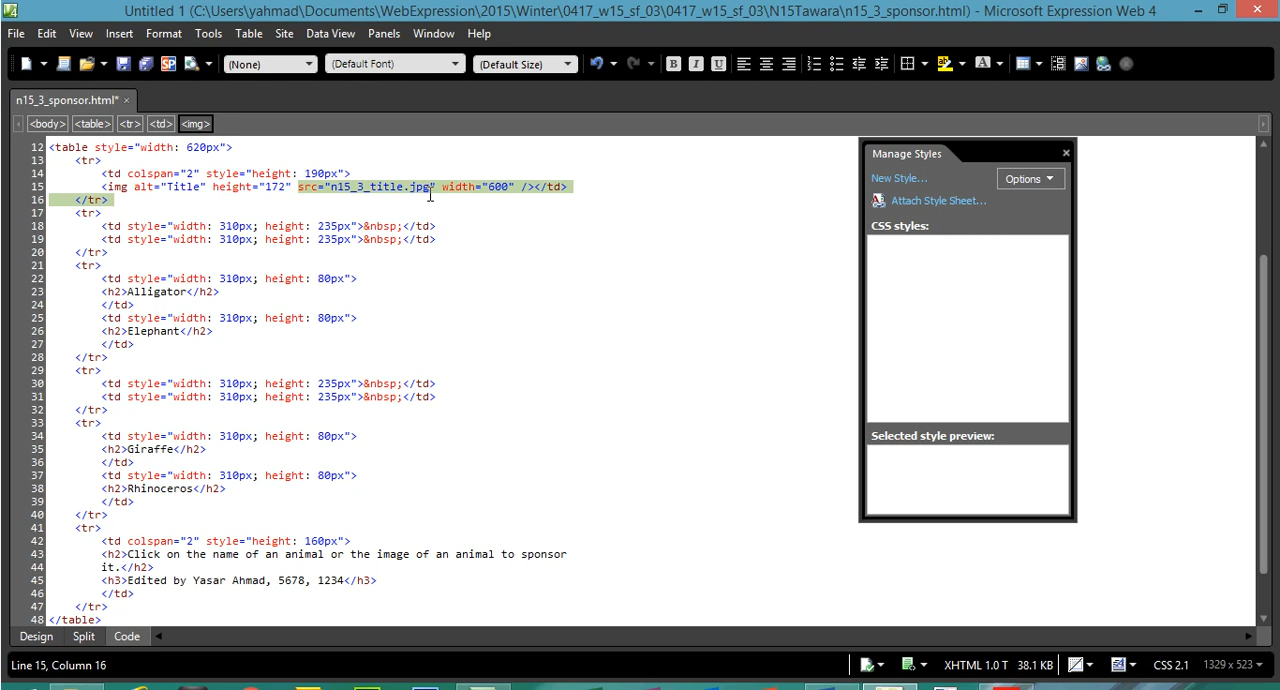 Untitled 1 (C:\Users\yahmad\Documents\WebExpression\2015\Winter\0417_w15_sf_03\0417_w15_sf_03\N15Tawara\n15_3_sponsor.html) - Microsoft Expression Web 4
File Edit View Insert Format Tools Table Site Data View Panels Window Help
(None) (Default Font) (Default Size) B I U A
n15_3_sponsor.html* ×
<body> <table> <tr> <td> <img>
12 <table style="width: 620px">
13 <tr>
14 <td colspan="2" style="height: 190px">
15 <img alt="Title" height="172" src="n15_3_title.jpg" width="600" /></td>
16 </tr>
17 <tr>
18 <td style="width: 310px; height: 235px">&nbsp;</td>
19 <td style="width: 310px; height: 235px">&nbsp;</td>
20 </tr>
21 <tr>
22 <td style="width: 310px; height: 80px">
23 <h2>Alligator</h2>
24 </td>
25 <td style="width: 310px; height: 80px">
26 <h2>Elephant</h2>
27 </td>
28 </tr>
29 <tr>
30 <td style="width: 310px; height: 235px">&nbsp;</td>
31 <td style="width: 310px; height: 235px">&nbsp;</td>
32 </tr>
33 <tr>
34 <td style="width: 310px; height: 80px">
35 <h2>Giraffe</h2>
36 </td>
37 <td style="width: 310px; height: 80px">
38 <h2>Rhinoceros</h2>
39 </td>
40 </tr>
41 <tr>
42 <td colspan="2" style="height: 160px">
43 <h2>Click on the name of an animal or the image of an animal to sponsor
44 it.</h2>
45 <h3>Edited by Yasar Ahmad, 5678, 1234</h3>
46 </td>
47 </tr>
48 </table>
Manage Styles
New Style...
Options
Attach Style Sheet...
CSS styles:
Selected style preview:
Design Split Code
Line 15, Column 16
XHTML 1.0 T 38.1 KB CSS 2.1 1329 x 523